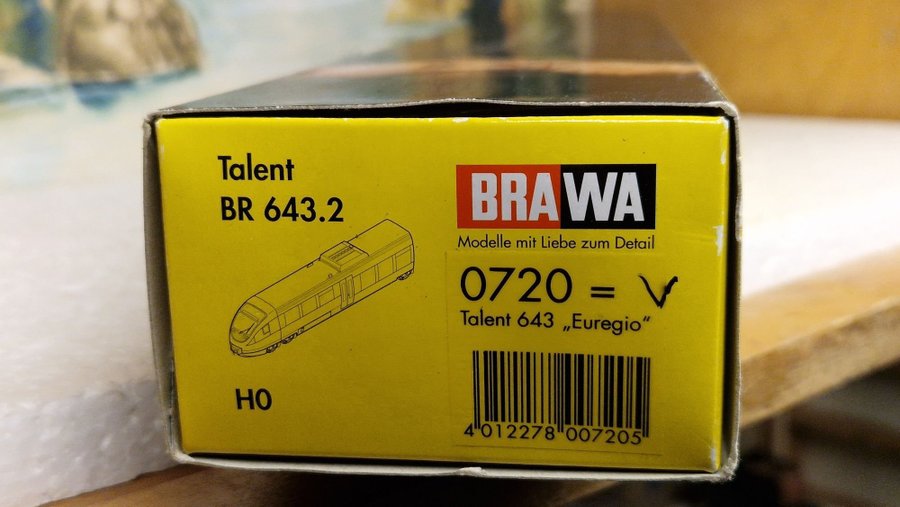 Talent
BR 643.2
H0
BRAWA
Modelle mit Liebe zum Detail
0720 =
Talent 643 „Euregio“
4 012278 007205